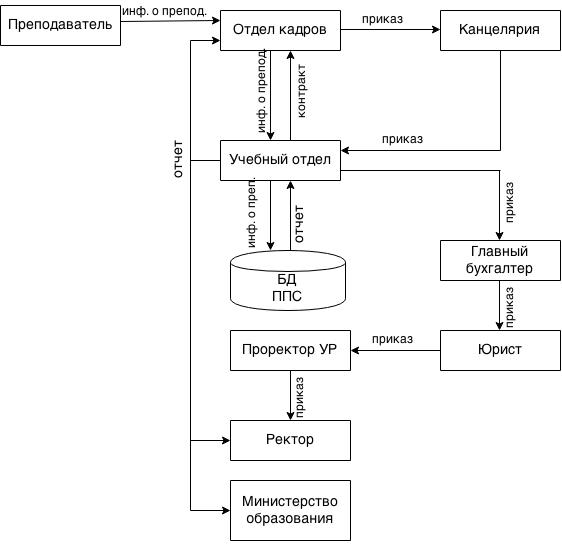 инф. о препод.
Преподаватель
Отдел кадров
приказ
Канцелярия
инф. о препод.
контракт
приказ
отчет
Учебный отдел
приказ
инф. о преп.
отчет
Главный
бухгалтер
БД
ППС
приказ
Проректор УР
приказ
Юрист
приказ
Ректор
Министерство
образования